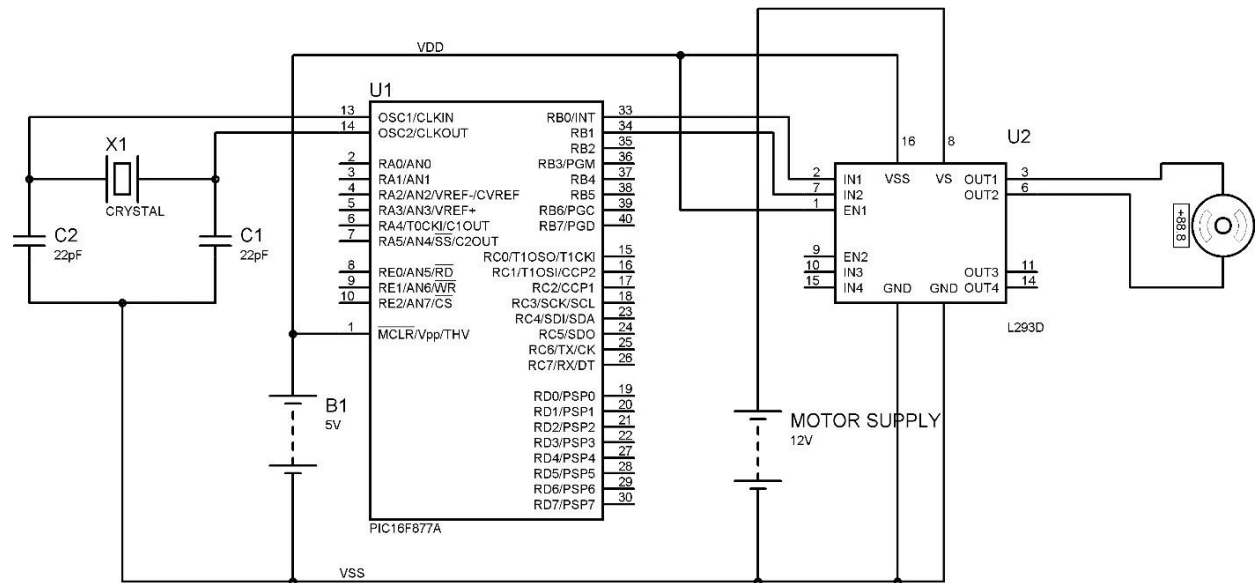 VDD
U1
13 OSC1/CLKIN RB0/INT 33
14 OSC2/CLKOUT RB1 34
RB2 35
2 RA0/AN0 RB3/PGM 36
3 RA1/AN1 RB4 37
4 RA2/AN2/VREF-/CVREF RB5 38
5 RA3/AN3/VREF+ RB6/PGC 39
6 RA4/T0CKI/C1OUT RB7/PGD 40
7 RA5/AN4/SS/C2OUT
RC0/T1OSO/T1CKI 15
8 RE0/AN5/RD RC1/T1OSI/CCP2 16
9 RE1/AN6/WR RC2/CCP1 17
10 RE2/AN7/CS RC3/SCK/SCL 18
RC4/SDI/SDA 23
1 MCLR/Vpp/THV RC5/SDO 24
RC6/TX/CK 25
RC7/RX/DT 26
RD0/PSP0 19
RD1/PSP1 20
RD2/PSP2 21
RD3/PSP3 22
RD4/PSP4 27
RD5/PSP5 28
RD6/PSP6 29
RD7/PSP7 30
PIC16F877A
X1
CRYSTAL
C2
22pF
C1
22pF
B1
5V
MOTOR SUPPLY
12V
U2
16 8
2 IN1 VSS VS OUT1 3
7 IN2 OUT2 6
1 EN1
9 EN2
10 IN3 OUT3 11
15 IN4 GND GND OUT4 14
L293D
+88.8
VSS